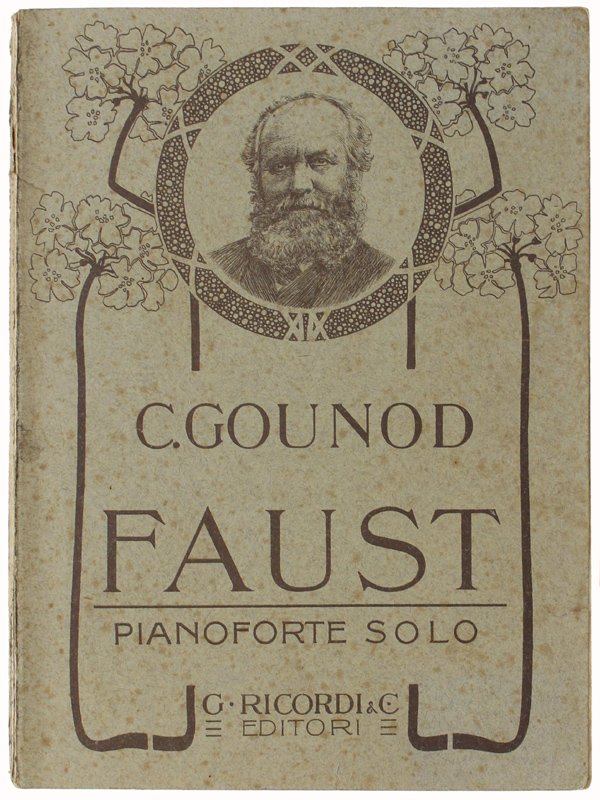 C. GOUNOD
FAUST
PIANOFORTE SOLO
G. RICORDI & C.
EDITORI